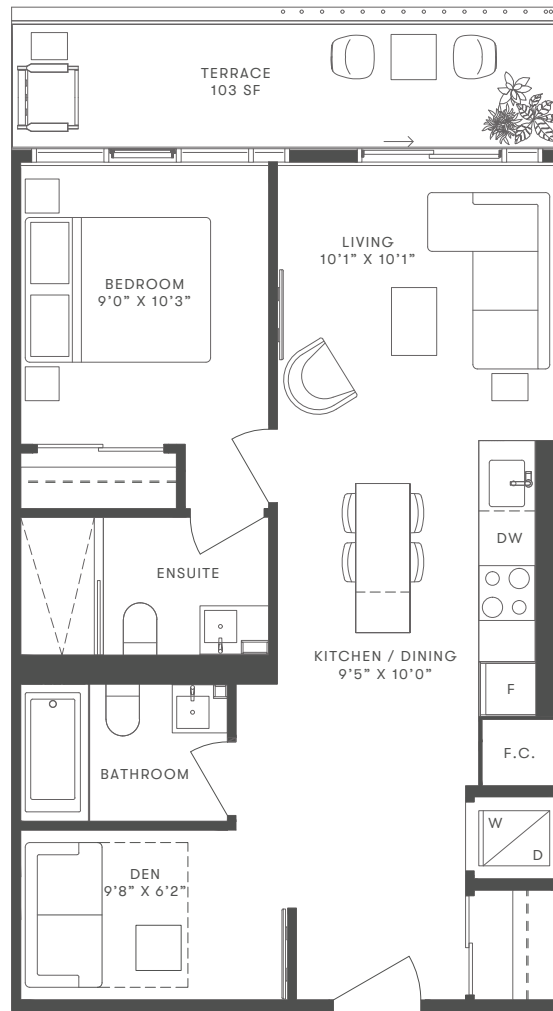 TERRACE
103 SF
LIVING
10’1” X 10’1”
BEDROOM
9’0” X 10’3”
DW
ENSUITE
KITCHEN / DINING
9’5” X 10’0”
F
F.C.
BATHROOM
W
D
DEN
9’8” X 6’2”